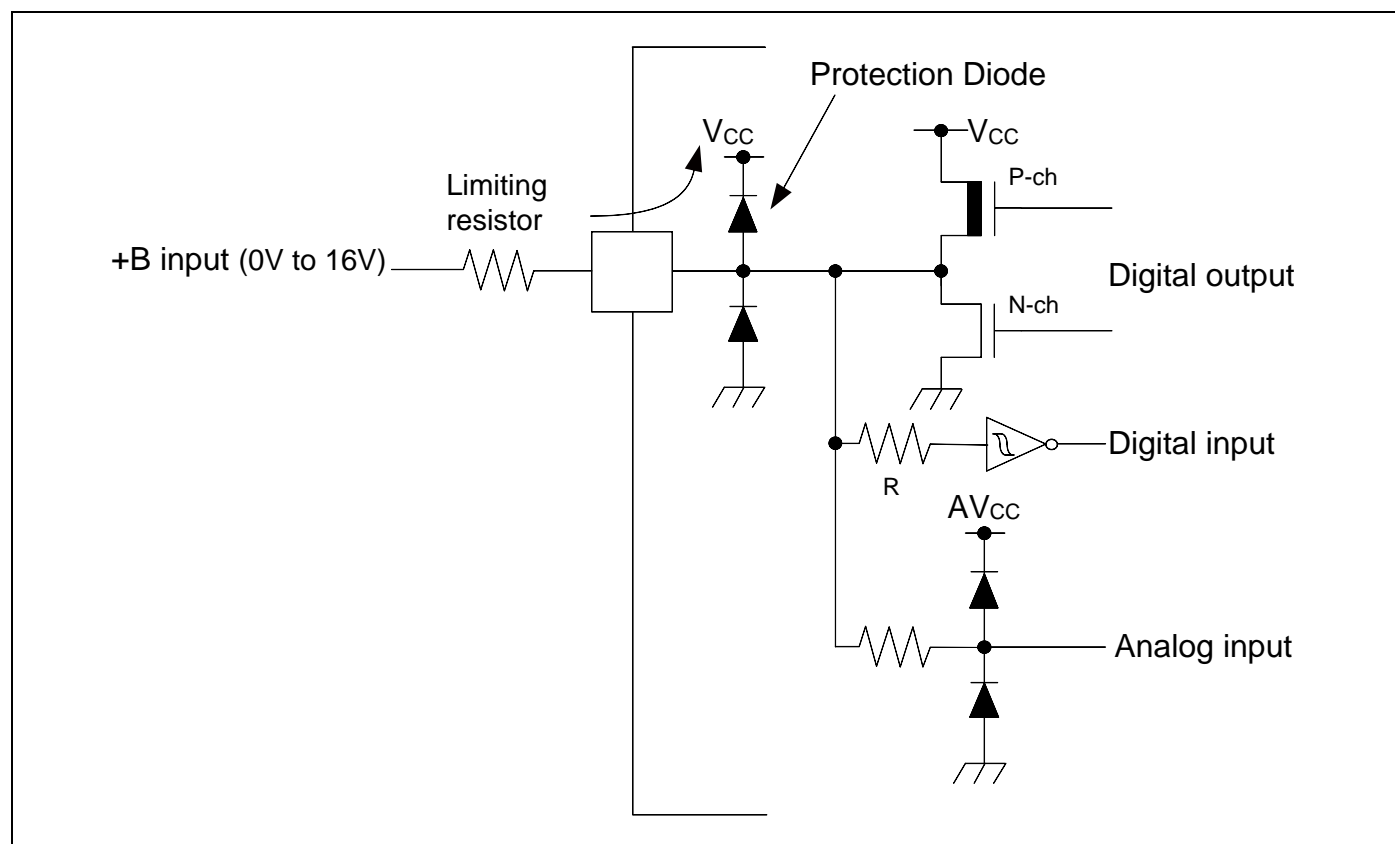 Protection Diode
VCC
VCC
P-ch
Limiting
resistor
+B input (0V to 16V)
Digital output
N-ch
Digital input
R
AVCC
Analog input